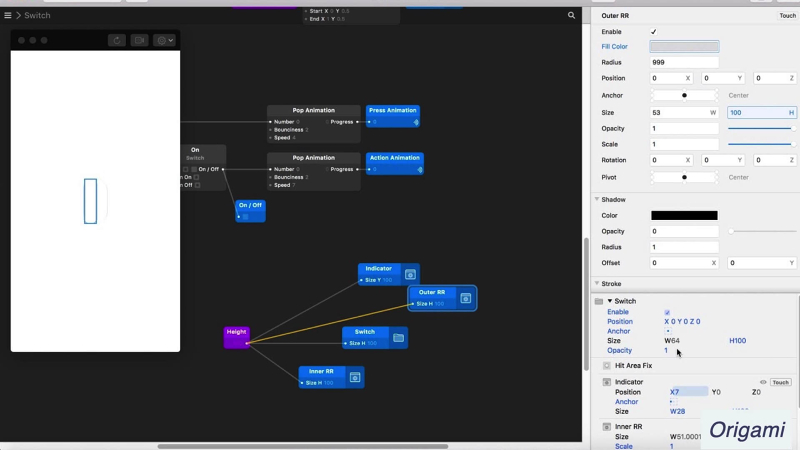 Switch
Start X 0 Y 0.5
End X 1 Y 0.5
Pop Animation
Press Animation
Number 0
Progress
0
Bounciness 2
Speed 4
On
Switch
On / Off
Pop Animation
Action Animation
Number 0
Progress
0
Bounciness 2
Speed 7
On / Off
Indicator
Size Y 100
Outer RR
Size H 100
Height
Switch
Size H 100
Inner RR
Size H 100
Outer RR
Touch
Enable
Fill Color
Radius
999
Position
0 X
0 Y
0 Z
Anchor
Center
Size
53 W
100 H
Opacity
1
Scale
1
Rotation
0 X
0 Y
0 Z
Pivot
Center
Shadow
Color
Opacity
0
Radius
1
Offset
0 X
0 Y
Stroke
Switch
Enable
Position
X 0 Y 0 Z 0
Anchor
Size
W64
H100
Opacity
1
Hit Area Fix
Indicator
Touch
Position
X7
Y0
Z0
Anchor
Size
W28
Inner RR
Size
W51.0001
Scale
1
Origami